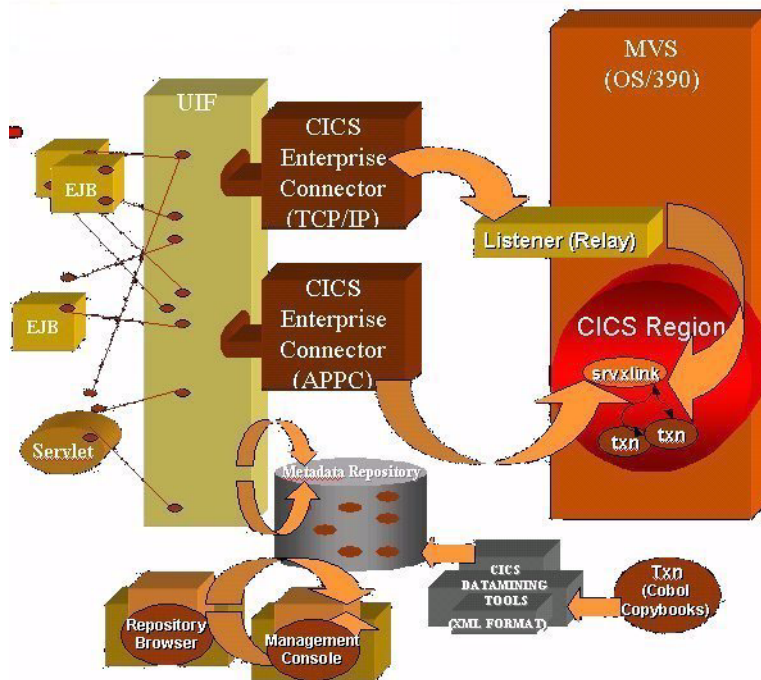 MVS
(OS/390)
UIF
CICS
Enterprise
Connector
(TCP/IP)
EJB
Listener (Relay)
CICS
Enterprise
Connector
(APPC)
EJB
CICS Region
srvxlink
txn
txn
Servlet
Metadata Repository
CICS
DATAMINING
TOOLS
(XML FORMAT)
Txn
(Cobol
Copybooks)
Repository
Browser
Management
Console